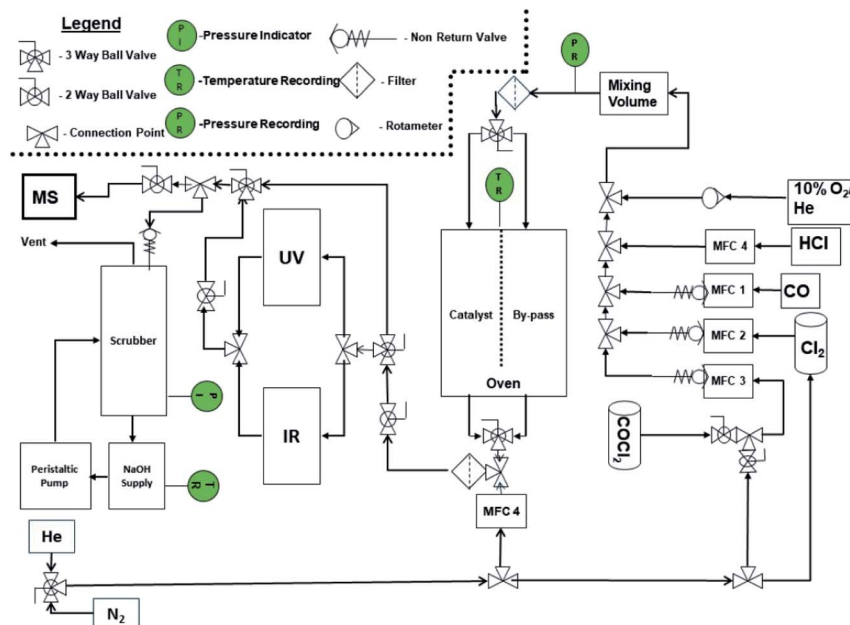 Legend
- 3 Way Ball Valve
- 2 Way Ball Valve
- Connection Point
P I
-Pressure Indicator
T R
-Temperature Recording
P R
-Pressure Recording
- Non Return Valve
- Filter
- Rotameter
P R
Mixing Volume
T R
10% O₂/ He
MFC 4
HCl
MFC 1
CO
MFC 2
Cl₂
MFC 3
COCl₂
MS
Vent
UV
Scrubber
Catalyst
By-pass
Oven
P I
IR
Peristaltic Pump
NaOH Supply
T R
MFC 4
He
N₂